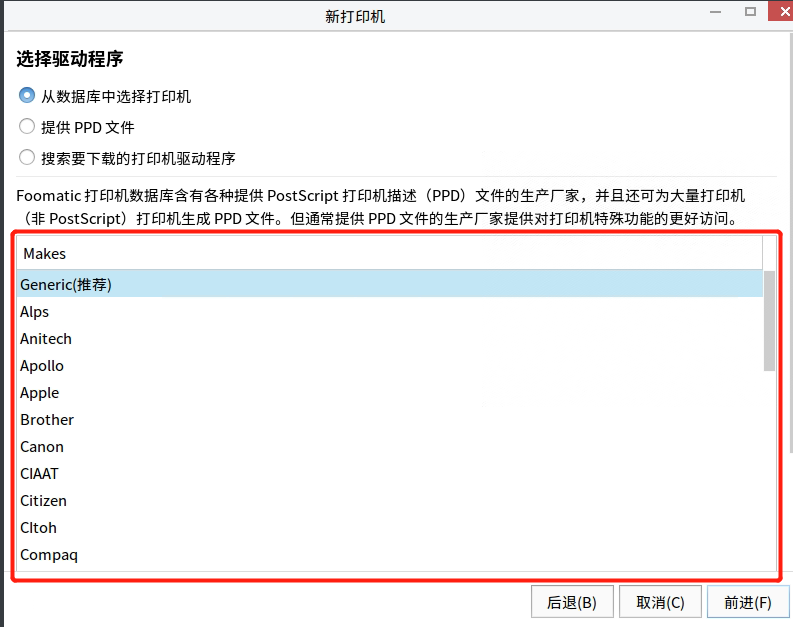 新打印机
选择驱动程序
从数据库中选择打印机
提供 PPD 文件
搜索要下载的打印机驱动程序
Foomatic 打印机数据库含有各种提供 PostScript 打印机描述（PPD）文件的生产厂家，并且还可为大量打印机
（非 PostScript）打印机生成 PPD 文件。但通常提供 PPD 文件的生产厂家提供对打印机特殊功能的更好访问。
Makes
Generic(推荐)
Alps
Anitech
Apollo
Apple
Brother
Canon
CIAAT
Citizen
CItoh
Compaq
后退(B) 取消(C) 前进(F)